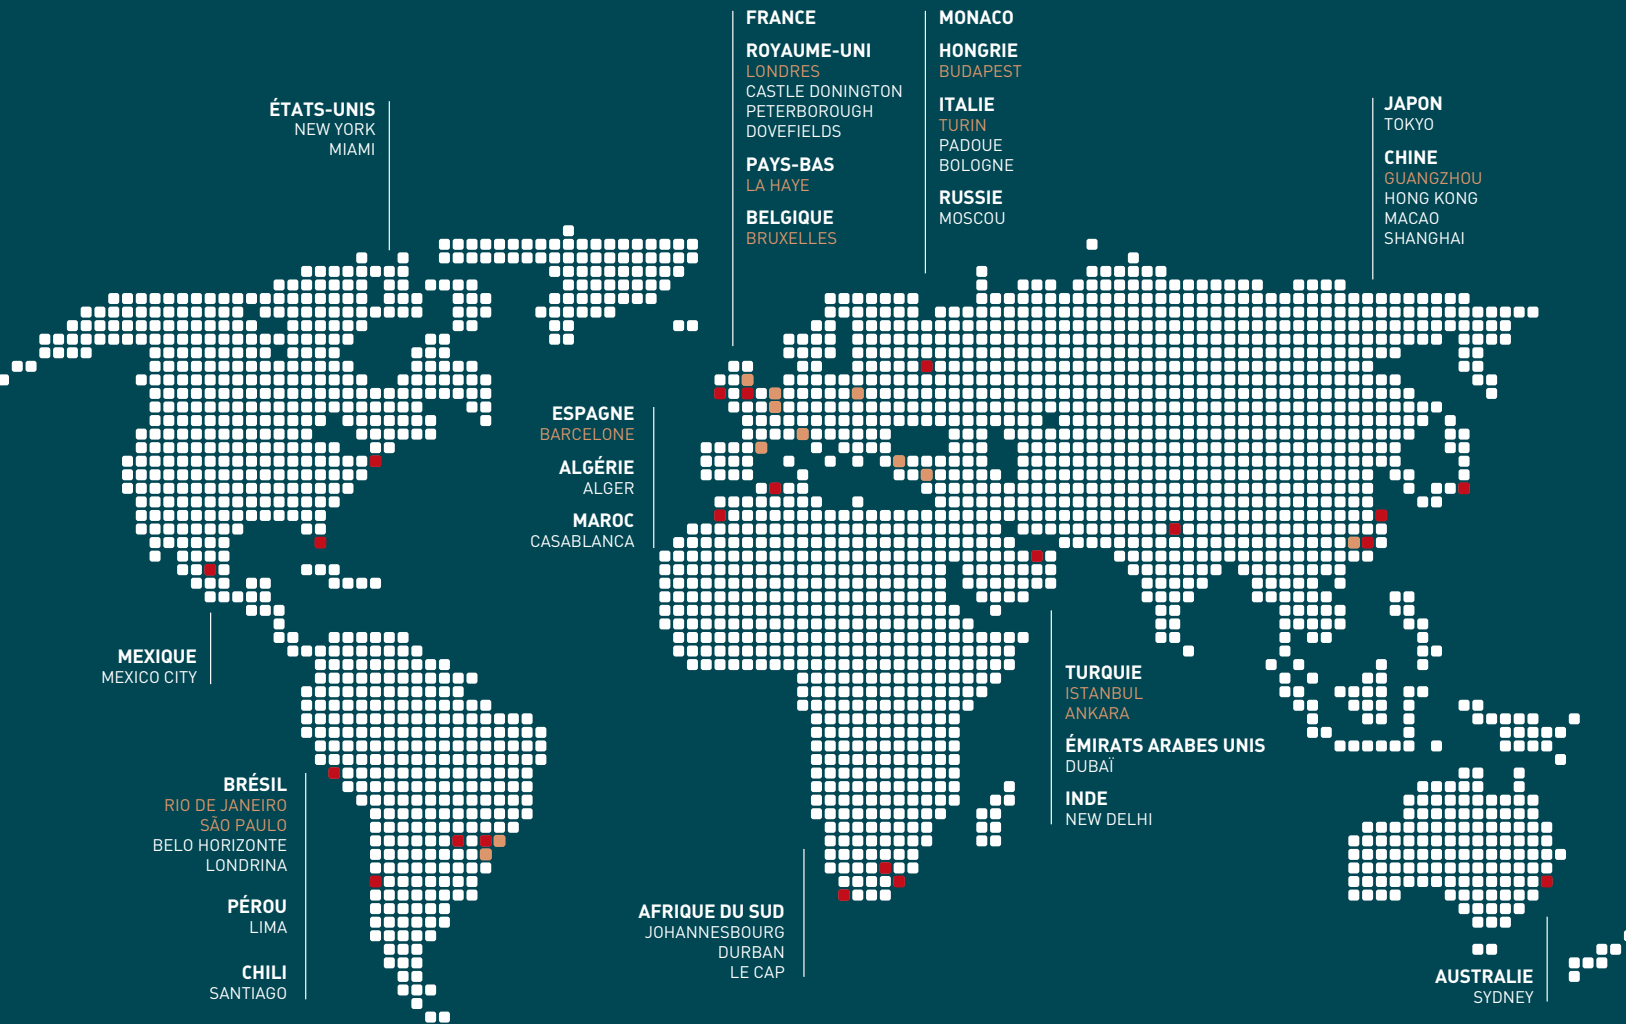 FRANCE
ROYAUME-UNI
LONDRES
CASTLE DONINGTON
PETERBOROUGH
DOVEFIELDS
PAYS-BAS
LA HAYE
BELGIQUE
BRUXELLES
MONACO
HONGRIE
BUDAPEST
ITALIE
TURIN
PADOUE
BOLOGNE
RUSSIE
MOSCOU
ÉTATS-UNIS
NEW YORK
MIAMI
JAPON
TOKYO
CHINE
GUANGZHOU
HONG KONG
MACAO
SHANGHAI
ESPAGNE
BARCELONE
ALGÉRIE
ALGER
MAROC
CASABLANCA
MEXIQUE
MEXICO CITY
TURQUIE
ISTANBUL
ANKARA
ÉMIRATS ARABES UNIS
DUBAÏ
INDE
NEW DELHI
BRÉSIL
RIO DE JANEIRO
SÃO PAULO
BELO HORIZONTE
LONDRINA
PÉROU
LIMA
CHILI
SANTIAGO
AFRIQUE DU SUD
JOHANNESBOURG
DURBAN
LE CAP
AUSTRALIE
SYDNEY